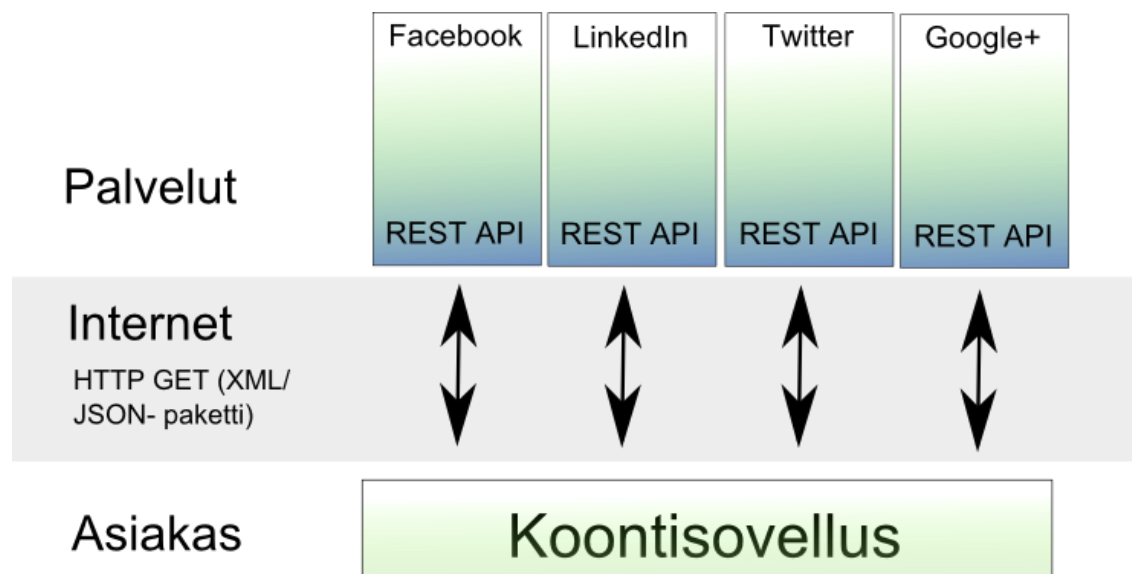 Facebook
LinkedIn
Twitter
Google+
Palvelut
REST API
REST API
REST API
REST API
Internet
HTTP GET (XML/
JSON- paketti)
Asiakas
Koontisovellus